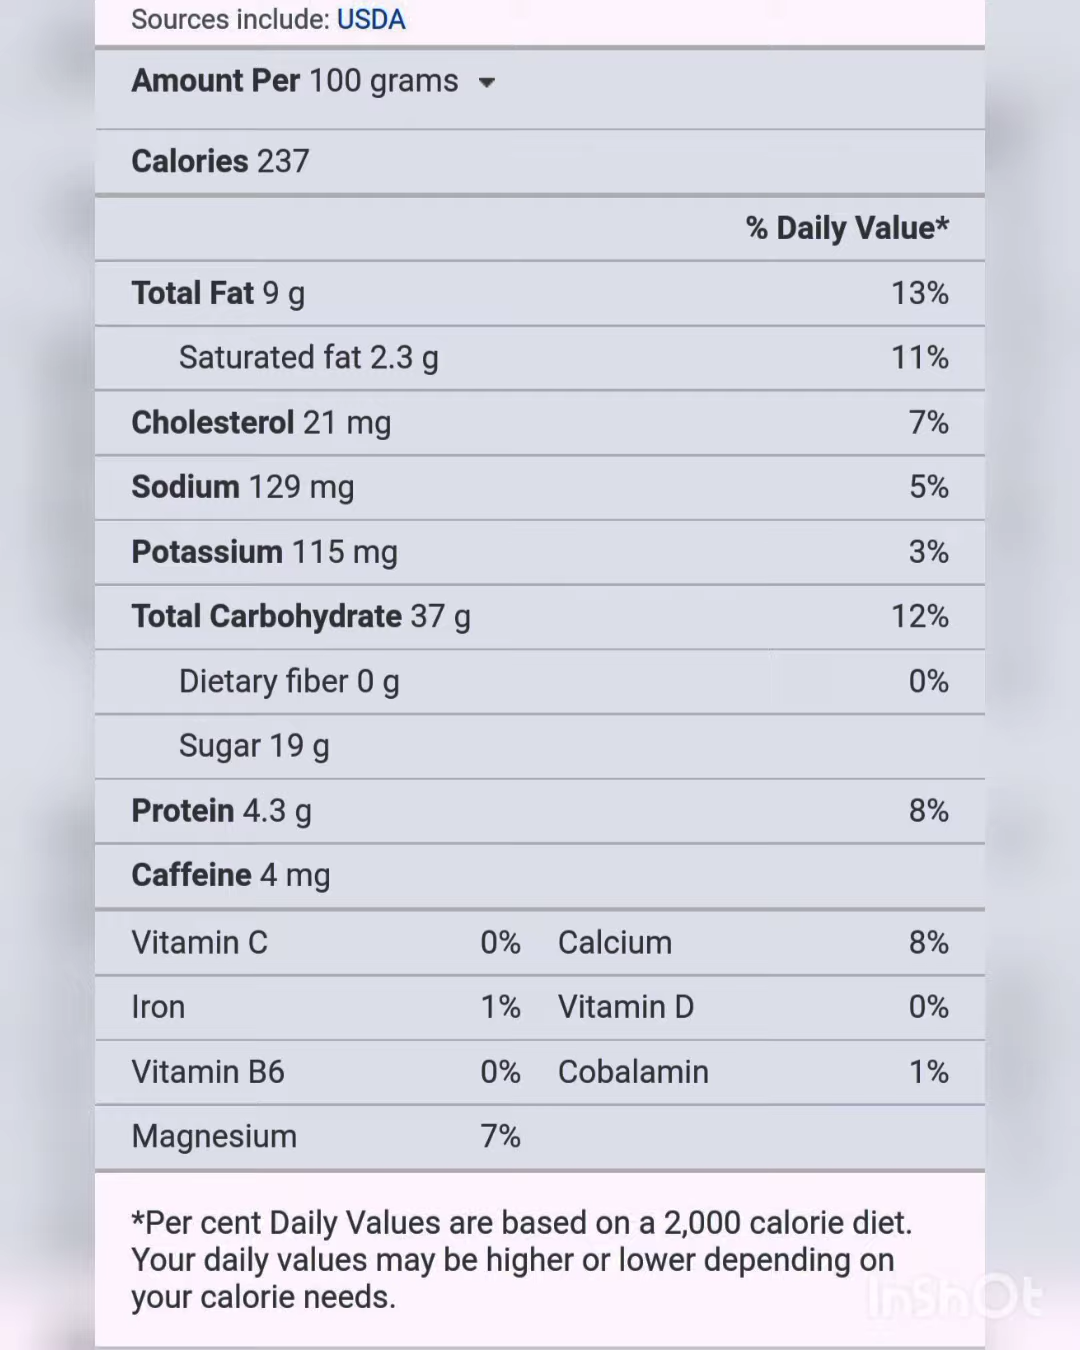 Sources include: USDA
Amount Per 100 grams
Calories 237
% Daily Value*
Total Fat 9 g 13%
Saturated fat 2.3 g 11%
Cholesterol 21 mg 7%
Sodium 129 mg 5%
Potassium 115 mg 3%
Total Carbohydrate 37 g 12%
Dietary fiber 0 g 0%
Sugar 19 g
Protein 4.3 g 8%
Caffeine 4 mg
Vitamin C 0% Calcium 8%
Iron 1% Vitamin D 0%
Vitamin B6 0% Cobalamin 1%
Magnesium 7%
*Per cent Daily Values are based on a 2,000 calorie diet.
Your daily values may be higher or lower depending on
your calorie needs.
InShOt